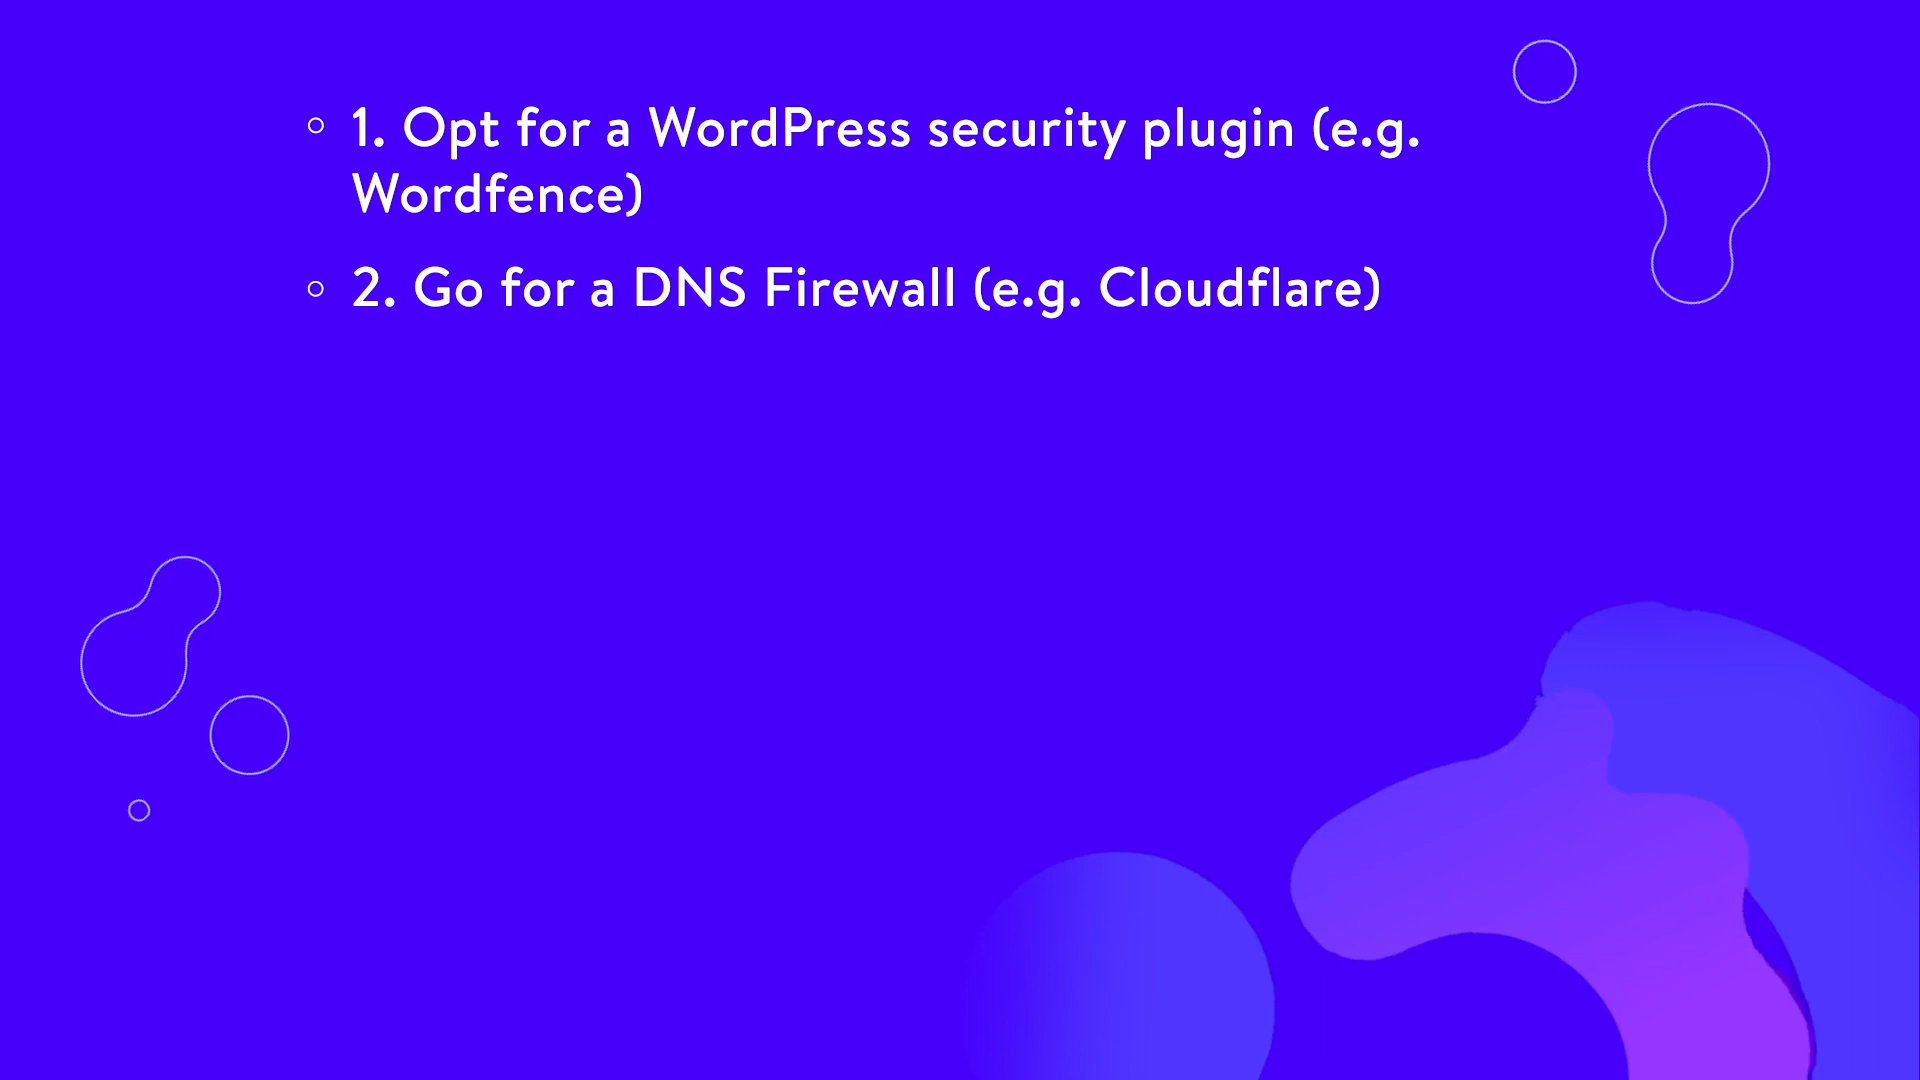 1. Opt for a WordPress security plugin (e.g.
Wordfence)
2. Go for a DNS Firewall (e.g. Cloudflare)